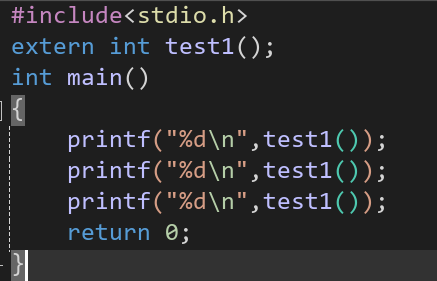 #include<stdio.h>
extern int test1();
int main()
{
    printf("%d\n",test1());
    printf("%d\n",test1());
    printf("%d\n",test1());
    return 0;
}